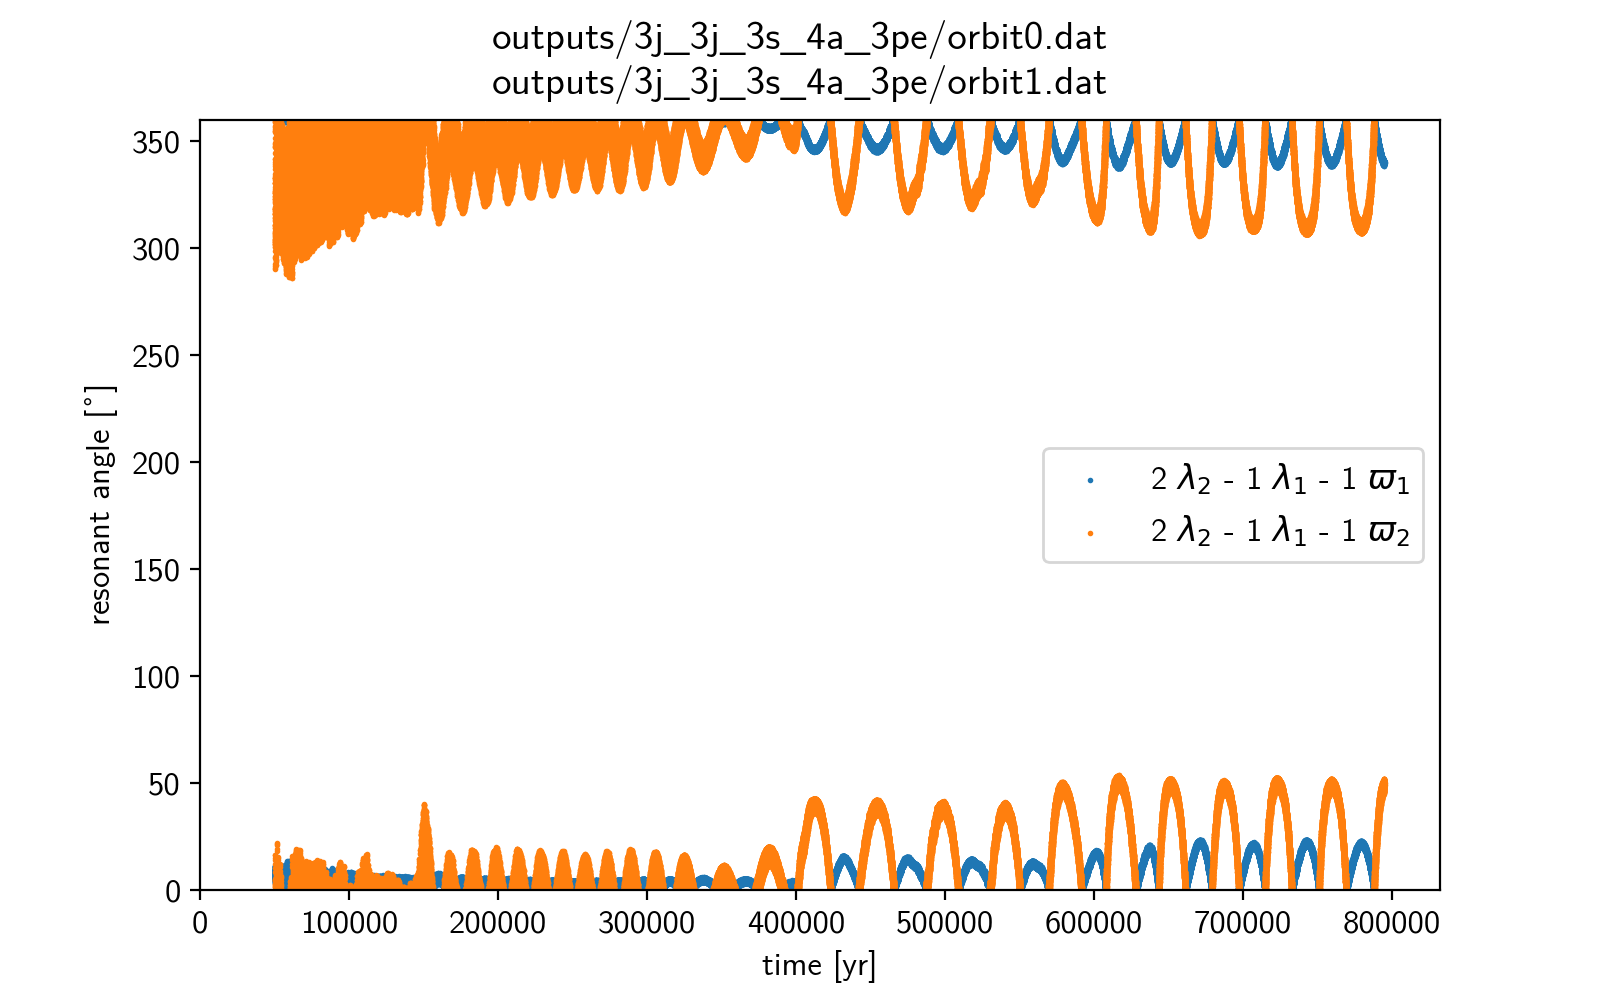 outputs/3j_3j_3s_4a_3pe/orbit0.dat
outputs/3j_3j_3s_4a_3pe/orbit1.dat
350
300
250
200
150
100
50
0
resonant angle [°]
2 λ₂ - 1 λ₁ - 1 ϖ₁
2 λ₂ - 1 λ₁ - 1 ϖ₂
0 100000 200000 300000 400000 500000 600000 700000 800000
time [yr]